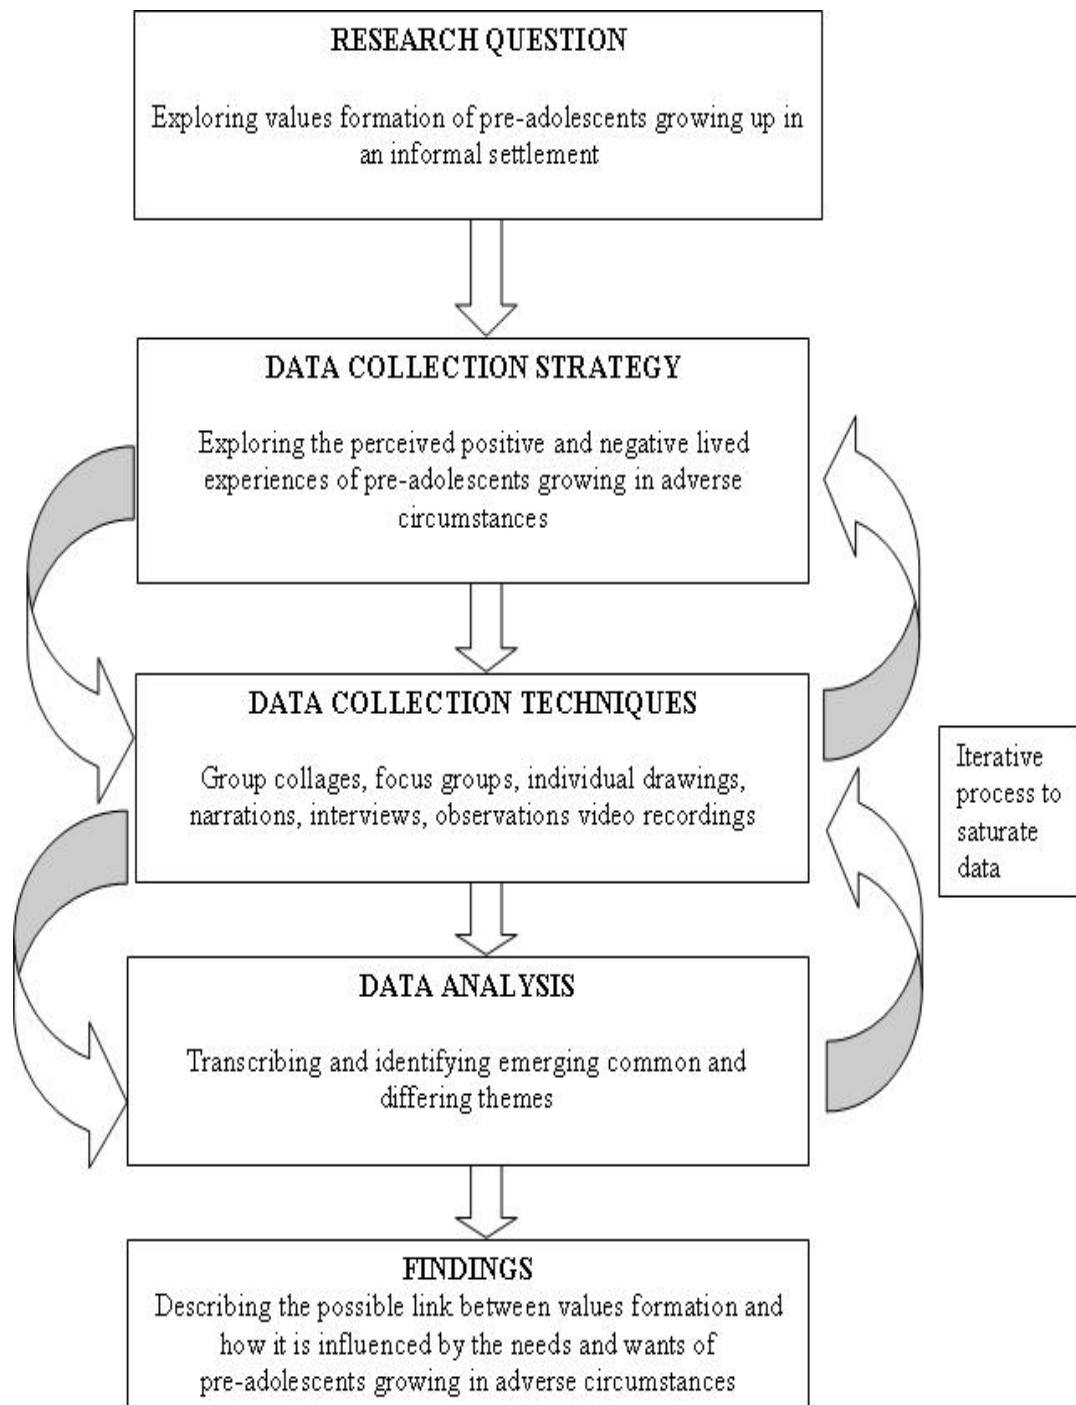 RESEARCH QUESTION
Exploring values formation of pre-adolescents growing up in
an informal settlement
DATA COLLECTION STRATEGY
Exploring the perceived positive and negative lived
experiences of pre-adolescents growing in adverse
circumstances
DATA COLLECTION TECHNIQUES
Group collages, focus groups, individual drawings,
narrations, interviews, observations video recordings
Iterative
process to
saturate
data
DATA ANALYSIS
Transcribing and identifying emerging common and
differing themes
FINDINGS
Describing the possible link between values formation and
how it is influenced by the needs and wants of
pre-adolescents growing in adverse circumstances